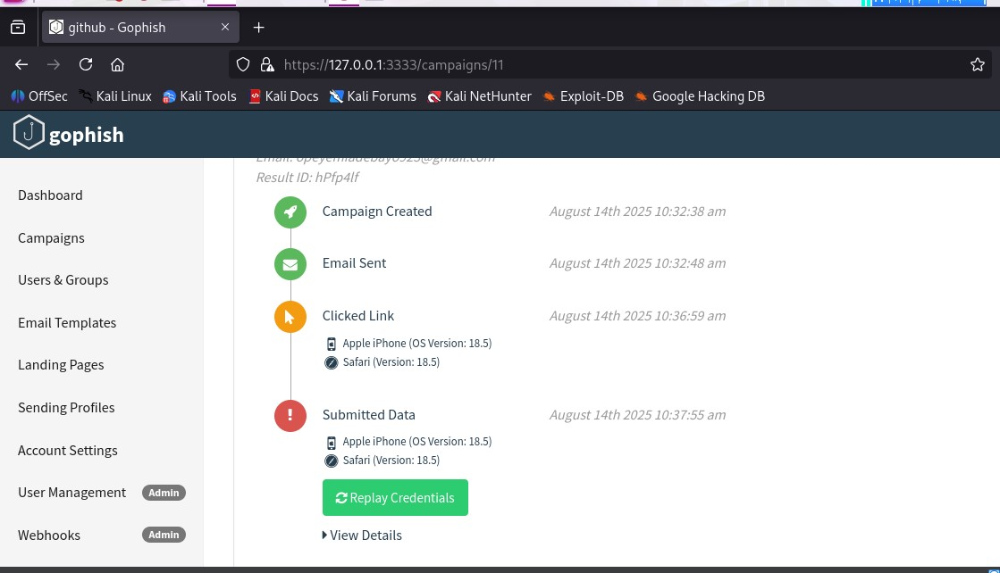 github - Gophish
https://127.0.0.1:3333/campaigns/11
OffSec Kali Linux Kali Tools Kali Docs Kali Forums Kali NetHunter Exploit-DB Google Hacking DB
gophish
Dashboard
Campaigns
Users & Groups
Email Templates
Landing Pages
Sending Profiles
Account Settings
User Management Admin
Webhooks Admin
Email: opeyemiadebayo923@gmail.com
Result ID: hPfp4lf
Campaign Created August 14th 2025 10:32:38 am
Email Sent August 14th 2025 10:32:48 am
Clicked Link August 14th 2025 10:36:59 am
Apple iPhone (OS Version: 18.5)
Safari (Version: 18.5)
Submitted Data August 14th 2025 10:37:55 am
Apple iPhone (OS Version: 18.5)
Safari (Version: 18.5)
Replay Credentials
View Details